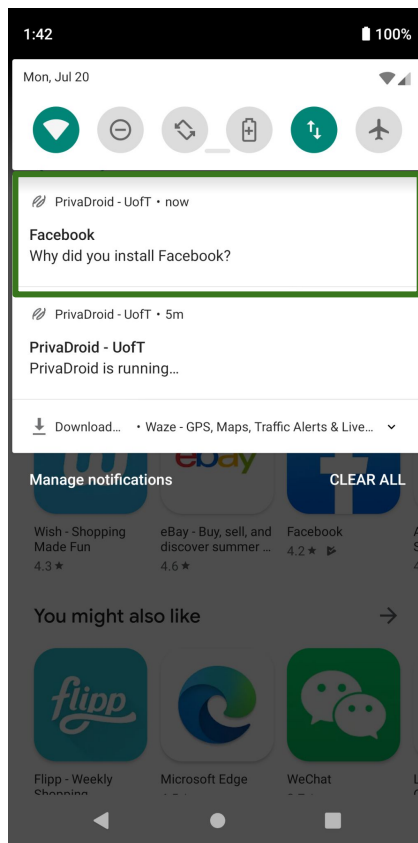 1:42
100%
Mon, Jul 20
PrivaDroid - UofT • now
Facebook
Why did you install Facebook?
PrivaDroid - UofT • 5m
PrivaDroid - UofT
PrivaDroid is running...
Download... • Waze - GPS, Maps, Traffic Alerts & Live...
ebay
Manage notifications
CLEAR ALL
Wish - Shopping
Made Fun
4.3★
eBay - Buy, sell, and
discover summer ...
4.6★
Facebook
4.2★
You might also like
flipp
Flipp - Weekly
Shopping
Microsoft Edge
WeChat